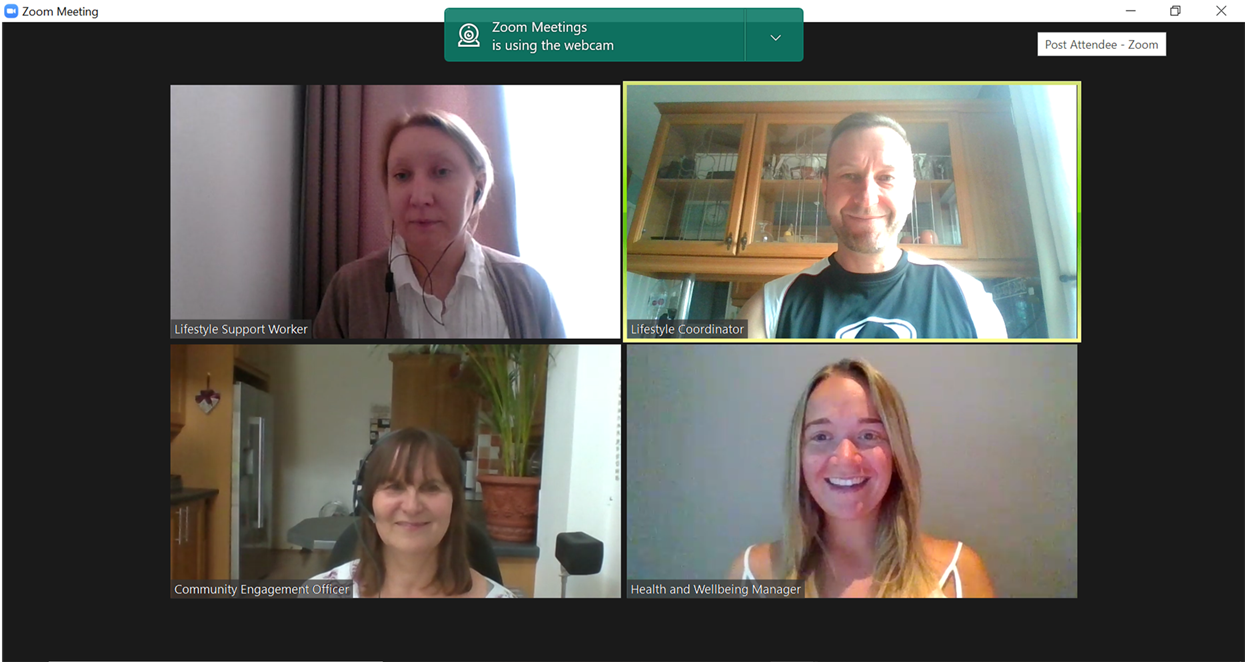 Zoom Meeting
Zoom Meetings
is using the webcam
Post Attendee - Zoom
Lifestyle Support Worker
Lifestyle Coordinator
Community Engagement Officer
Health and Wellbeing Manager